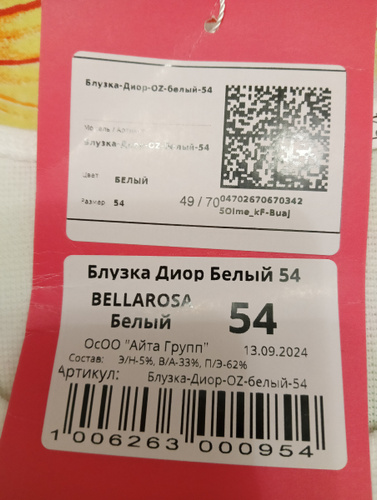 Блузка-Диор-OZ-белый-54
Блузка-Диор-OZ-белый-54
Цвет БЕЛЫЙ
Размер 54
49 / 70
04702670670342
5OIme_kF-Buaj
Блузка Диор Белый 54
BELLAROSA
Белый
54
ОсОО "Айта Групп" 13.09.2024
Состав: Э/Н-5%, В/А-33%, П/Э-62%
Артикул: Блузка-Диор-OZ-белый-54
1 006263 000954